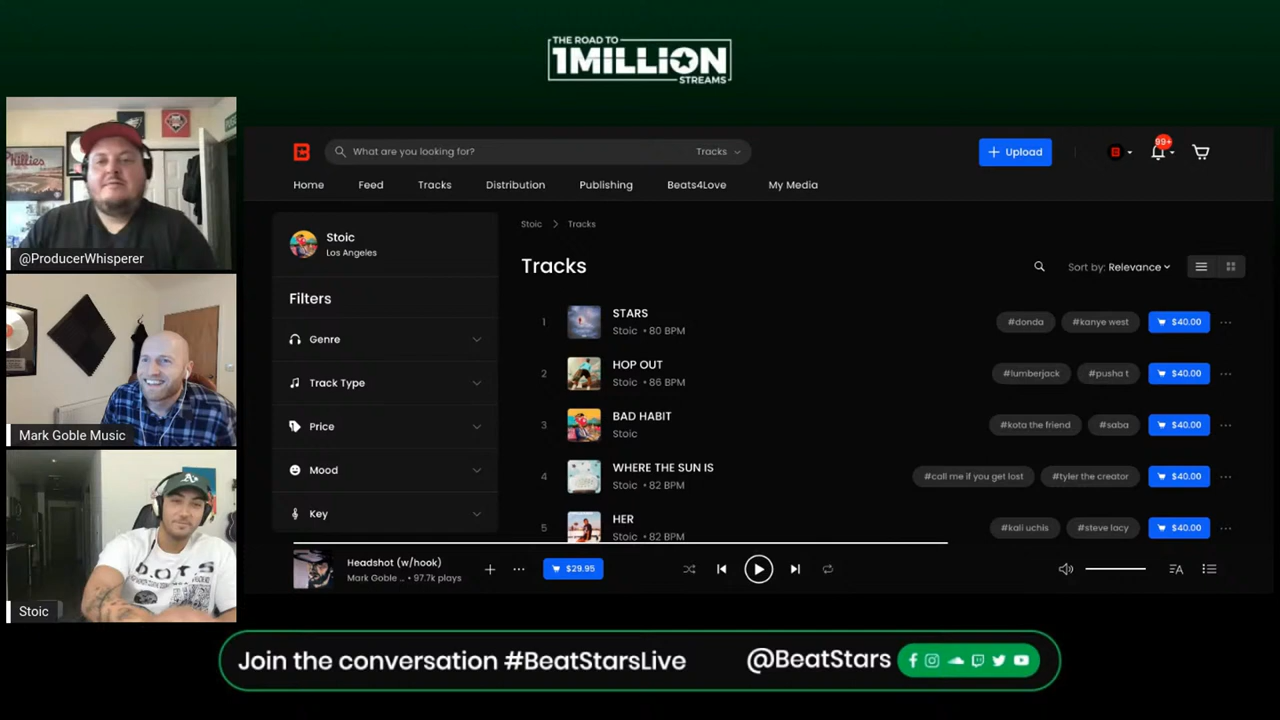 THE ROAD TO
1MILLION
STREAMS
Phillies
@ProducerWhisperer
Mark Goble Music
D.O.T.S
Stoic
What are you looking for?
Tracks
Upload
99+
Home
Feed
Tracks
Distribution
Publishing
Beats4Love
My Media
Stoic
Los Angeles
Filters
Genre
Track Type
Price
Mood
Key
Stoic > Tracks
Tracks
Sort by: Relevance
1 STARS #donda #kanye west $40.00
Stoic • 80 BPM
2 HOP OUT #lumberjack #pusha t $40.00
Stoic • 86 BPM
3 BAD HABIT #kota the friend #saba $40.00
Stoic
4 WHERE THE SUN IS #call me if you get lost #tyler the creator $40.00
Stoic • 82 BPM
5 HER #kali uchis #steve lacy $40.00
Stoic • 82 BPM
Headshot (w/hook)
Mark Goble .. • 97.7k plays
$29.95
Join the conversation #BeatStarsLive
@BeatStars